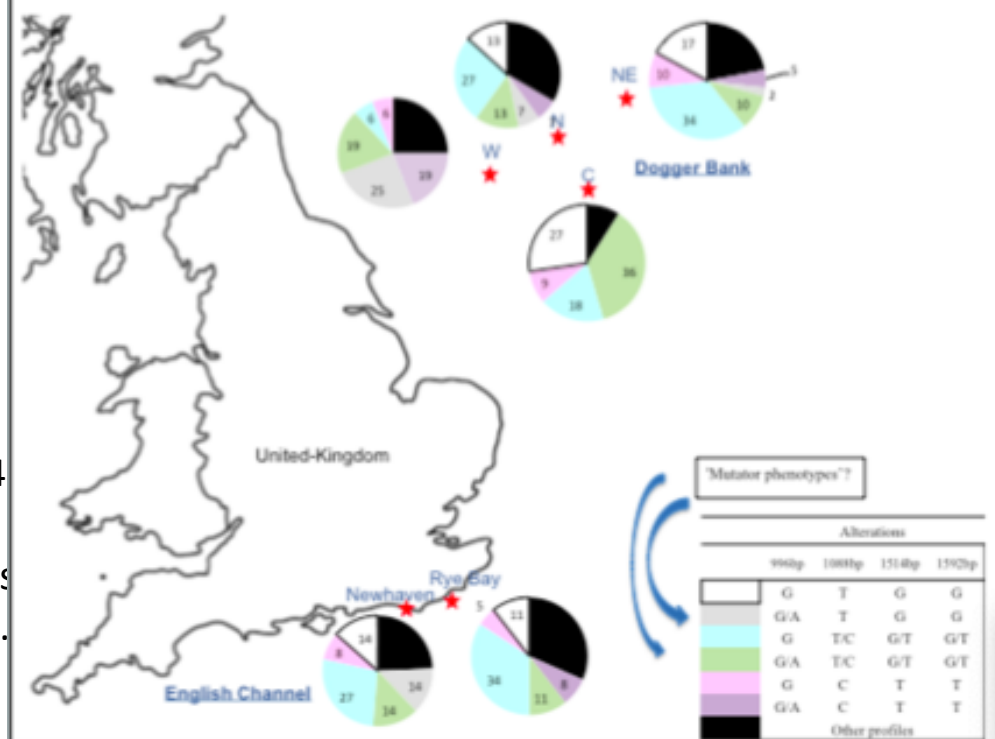 13
17
NE
10
5
27
2
6
6
13
7
N
10
34
19
W
Dogger Bank
19
C
25
27
36
9
18
4
United-Kingdom
'Mutator phenotypes'?
Alterations
996bp 1088bp 1514bp 1592bp
G T G G
G/A T G G
G T/C G/T G/T
G/A T/C G/T G/T
G C T T
G/A C T T
Other profiles
s
.
Rye Bay
Newhaven
5
11
14
8
14
34
8
English Channel
27
14
11